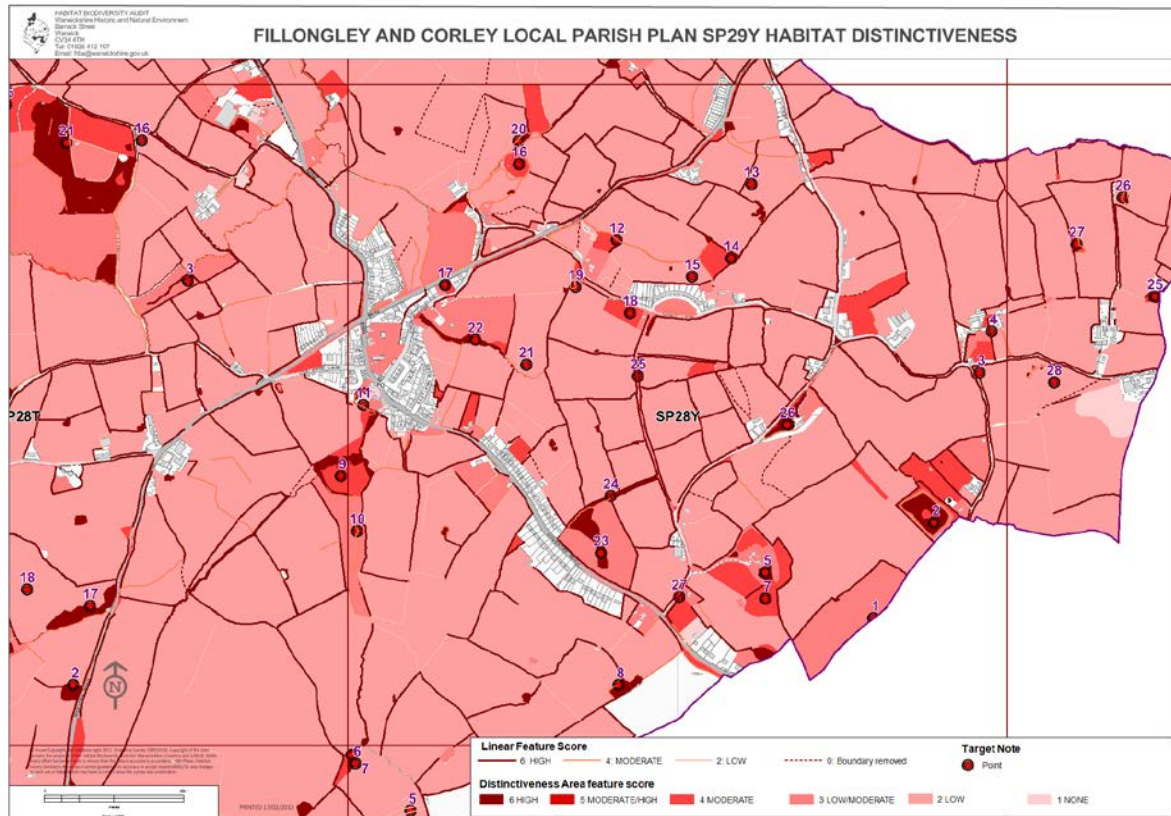 HABITAT BIODIVERSITY AUDIT
Warwickshire Historic and Natural Environment
Barrack Street
Warwick
CV34 4TH
FILLONGLEY AND CORLEY LOCAL PARISH PLAN SP29Y HABITAT DISTINCTIVENESS
21
16
20
16
13
26
12
27
3
14
15
17
19
25
18
22
4
21
25
3
28
11
P28T
SP28Y
26
9
24
2
10
23
5
18
17
27
7
1
2
8
N
6
7
5
Linear Feature Score
6: HIGH
4: MODERATE
2: LOW
0: Boundary removed
Target Note
Point
Distinctiveness Area feature score
6 HIGH
5 MODERATE/HIGH
4 MODERATE
3 LOW/MODERATE
2 LOW
1 NONE